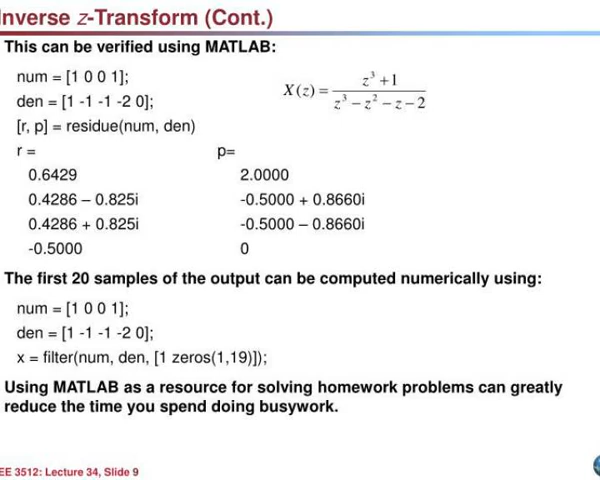 Inverse z-Transform (Cont.)
This can be verified using MATLAB:
num = [1 0 0 1];
den = [1 -1 -1 -2 0];
[r, p] = residue(num, den)
X(z) = (z³ + 1) / (z³ − z² − z − 2)
r = p=
0.6429 2.0000
0.4286 – 0.825i -0.5000 + 0.8660i
0.4286 + 0.825i -0.5000 – 0.8660i
-0.5000 0
The first 20 samples of the output can be computed numerically using:
num = [1 0 0 1];
den = [1 -1 -1 -2 0];
x = filter(num, den, [1 zeros(1,19)]);
Using MATLAB as a resource for solving homework problems can greatly
reduce the time you spend doing busywork.
EE 3512: Lecture 34, Slide 9